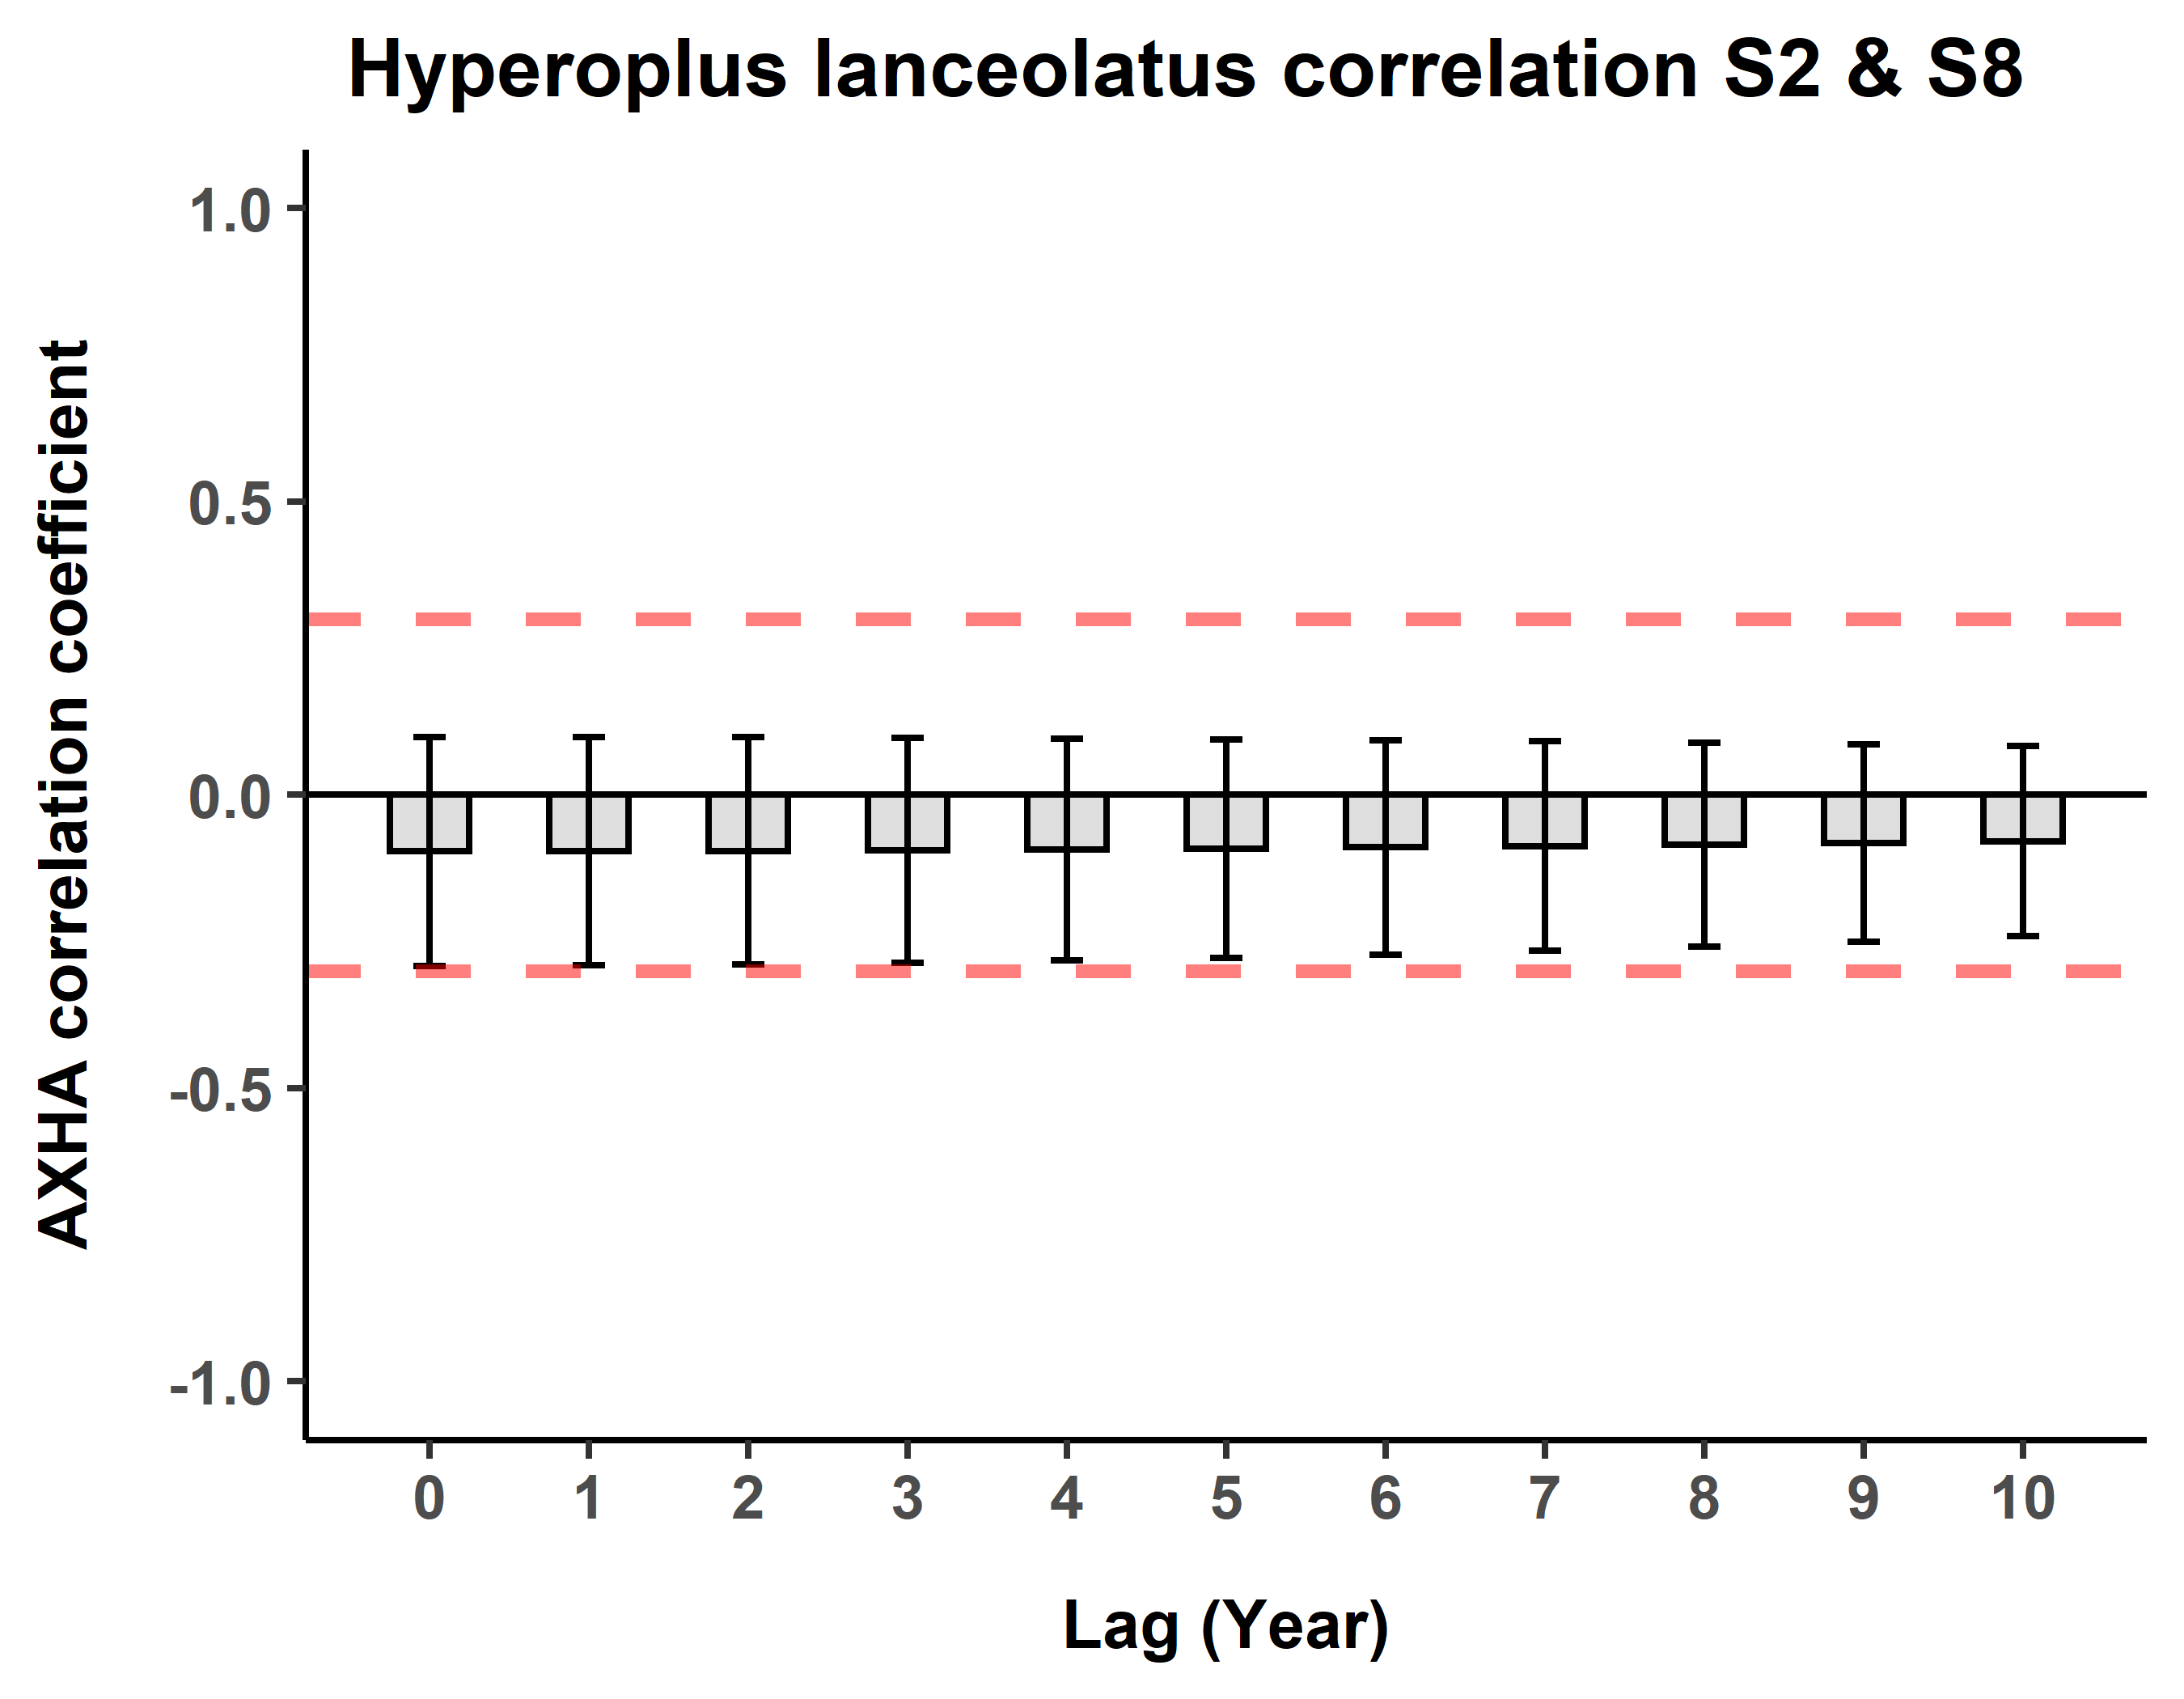 Hyperoplus lanceolatus correlation S2 & S8
AXHA correlation coefficient
1.0
0.5
0.0
-0.5
-1.0
0 1 2 3 4 5 6 7 8 9 10
Lag (Year)